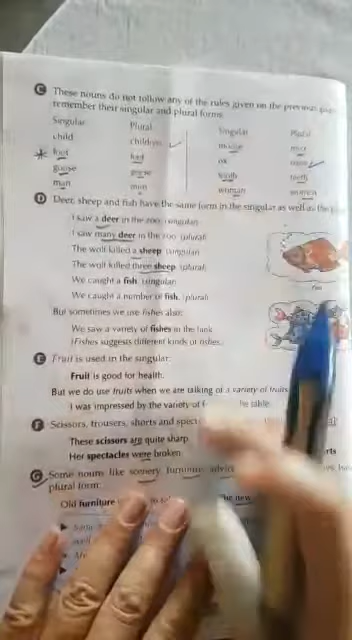 C These nouns do not follow any of the rules given on the previous
remember their singular and plural forms.
Singular Plural Singular Plural
child children mouse mice
foot feet ox oxen
goose geese tooth teeth
man men woman women
D Deer, sheep and fish have the same form in the singular as well as the
I saw a deer in the zoo. (singular)
I saw many deer in the zoo. (plural)
The wolf killed a sheep. (singular)
The wolf killed three sheep. (plural)
We caught a fish. (singular)
We caught a number of fish. (plural)
fish
But sometimes we use fishes also:
We saw a variety of fishes in the tank.
(Fishes suggests different kinds of fishes.
E Fruit is used in the singular:
Fruit is good for health.
But we do use fruits when we are talking of a variety of fruits
I was impressed by the variety of the table.
F Scissors, trousers, shorts and
These scissors are quite sharp.
Her spectacles were broken.
G Some nouns like scenery, furniture, advice
plural form:
Old furniture The new